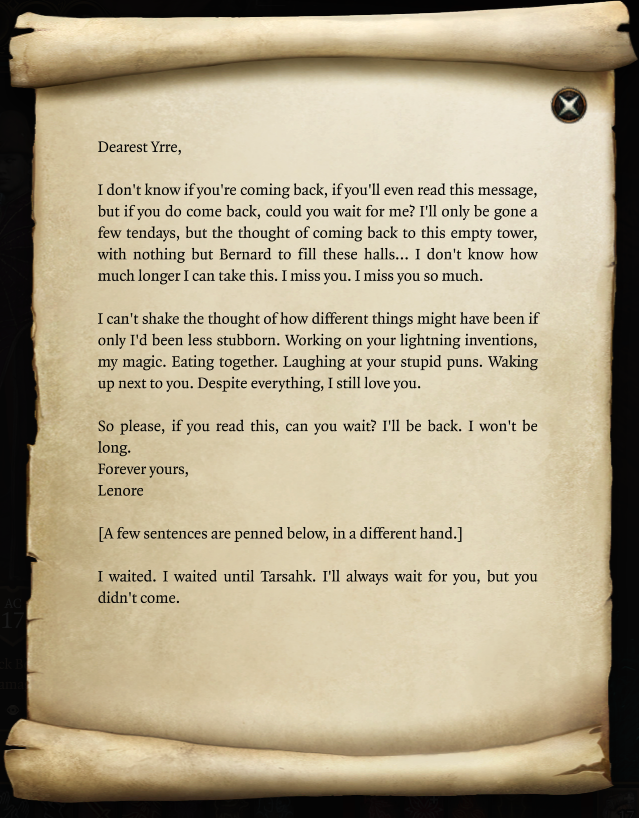 Dearest Yrre,
I don't know if you're coming back, if you'll even read this message,
but if you do come back, could you wait for me? I'll only be gone a
few tendays, but the thought of coming back to this empty tower,
with nothing but Bernard to fill these halls... I don't know how
much longer I can take this. I miss you. I miss you so much.
I can't shake the thought of how different things might have been if
only I'd been less stubborn. Working on your lightning inventions,
my magic. Eating together. Laughing at your stupid puns. Waking
up next to you. Despite everything, I still love you.
So please, if you read this, can you wait? I'll be back. I won't be
long.
Forever yours,
Lenore
[A few sentences are penned below, in a different hand.]
I waited. I waited until Tarsahk. I'll always wait for you, but you
didn't come.
AC
17